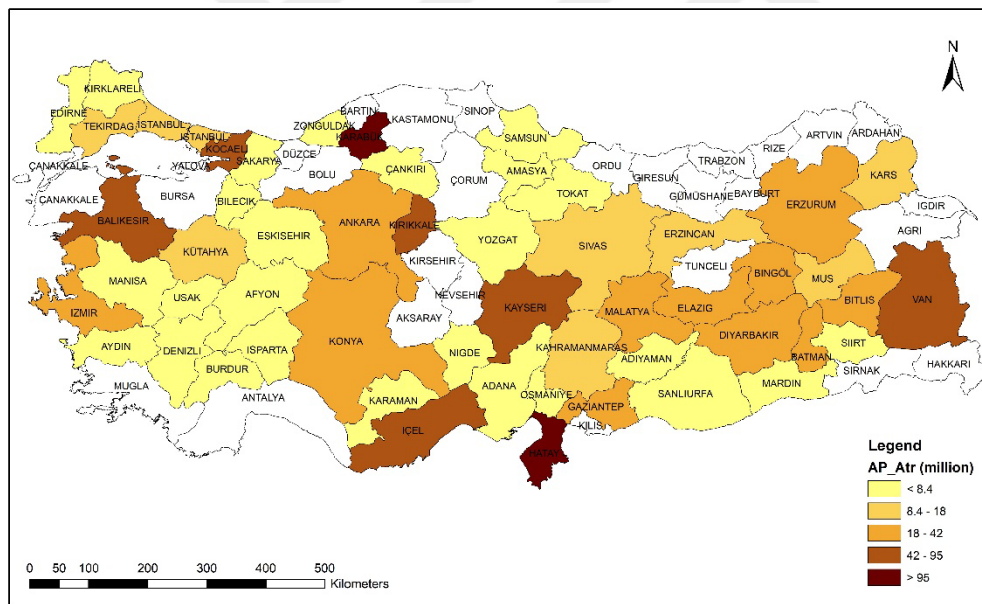 N
KIRKLARELI
EDIRNE
TEKIRDAG
ISTANBUL
ISTANBUL
KOCAELI
YALOVA
SAKARYA
DÜZCE
ZONGULDAK
BARTIN
KARABÜK
KASTAMONU
SINOP
SAMSUN
ORDU
GIRESUN
TRABZON
RIZE
ARTVIN
ARDAHAN
ÇANAKKALE
ÇANAKKALE
BALIKESIR
BURSA
BILECIK
BOLU
ÇANKIRI
ÇORUM
AMASYA
TOKAT
GÜMÜSHANE
BAYBURT
ERZURUM
KARS
IGDIR
AGRI
KÜTAHYA
ESKISEHIR
ANKARA
KIRIKKALE
YOZGAT
SIVAS
ERZINCAN
TUNCELI
BINGÖL
MUS
BITLIS
VAN
MANISA
USAK
AFYON
KIRSEHIR
NEVSEHIR
AKSARAY
KAYSERI
MALATYA
ELAZIG
DIYARBAKIR
BATMAN
SIIRT
SIRNAK
HAKKARI
IZMIR
AYDIN
DENIZLI
ISPARTA
BURDUR
KONYA
NIGDE
KAHRAMANMARAS
ADIYAMAN
SANLIURFA
MARDIN
MUGLA
ANTALYA
KARAMAN
IÇEL
ADANA
OSMANIYE
GAZIANTEP
KILIS
HATAY
Legend
AP_Atr (million)
< 8.4
8.4 - 18
18 - 42
42 - 95
> 95
0 50 100 200 300 400 500
Kilometers